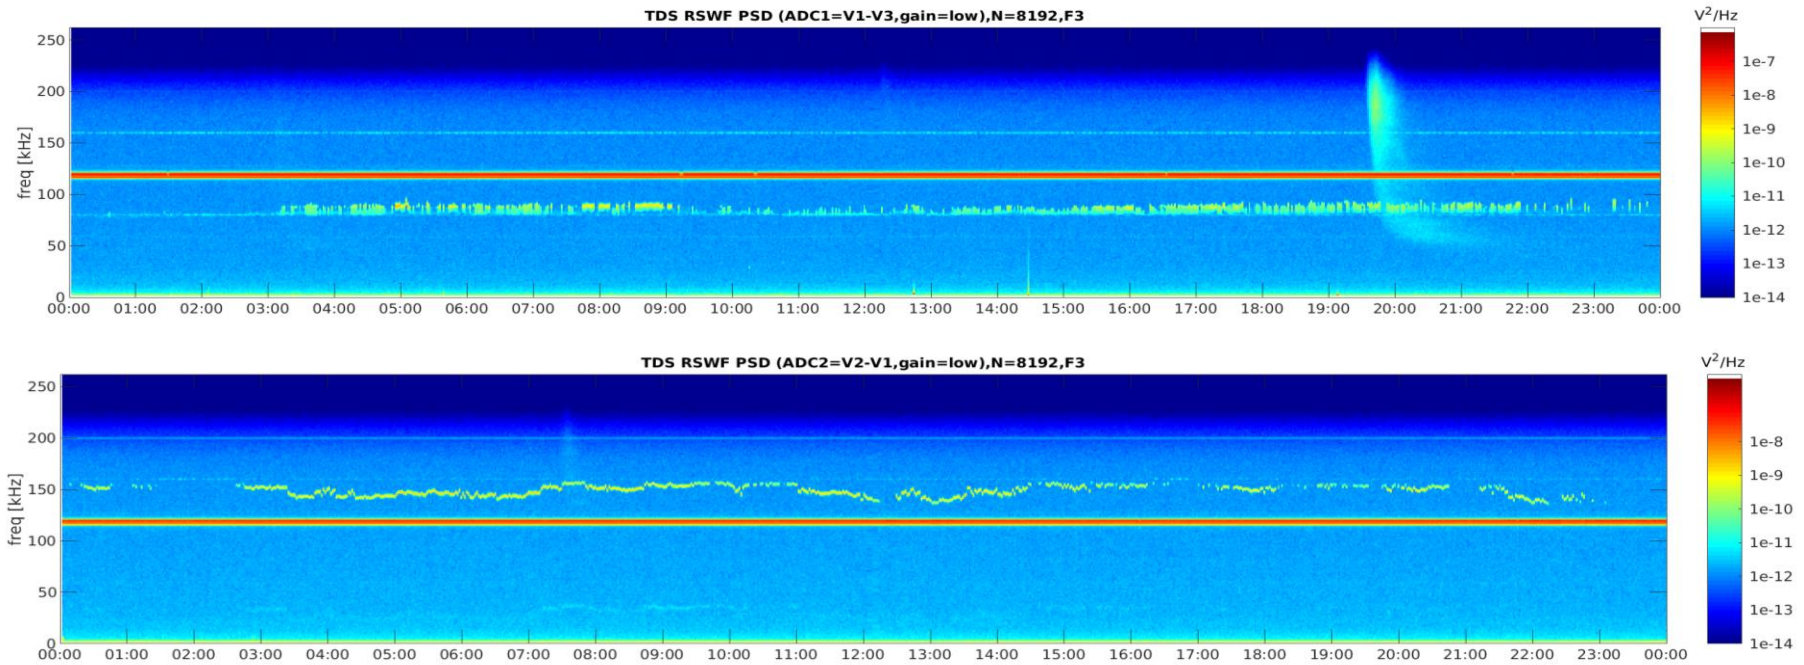 TDS RSWF PSD (ADC1=V1-V3,gain=low),N=8192,F3
V2/Hz
freq [kHz]
250
200
150
100
50
0
00:00 01:00 02:00 03:00 04:00 05:00 06:00 07:00 08:00 09:00 10:00 11:00 12:00 13:00 14:00 15:00 16:00 17:00 18:00 19:00 20:00 21:00 22:00 23:00 00:00
1e-7
1e-8
1e-9
1e-10
1e-11
1e-12
1e-13
1e-14
TDS RSWF PSD (ADC2=V2-V1,gain=low),N=8192,F3
V2/Hz
freq [kHz]
250
200
150
100
50
0
00:00 01:00 02:00 03:00 04:00 05:00 06:00 07:00 08:00 09:00 10:00 11:00 12:00 13:00 14:00 15:00 16:00 17:00 18:00 19:00 20:00 21:00 22:00 23:00 00:00
1e-8
1e-9
1e-10
1e-11
1e-12
1e-13
1e-14